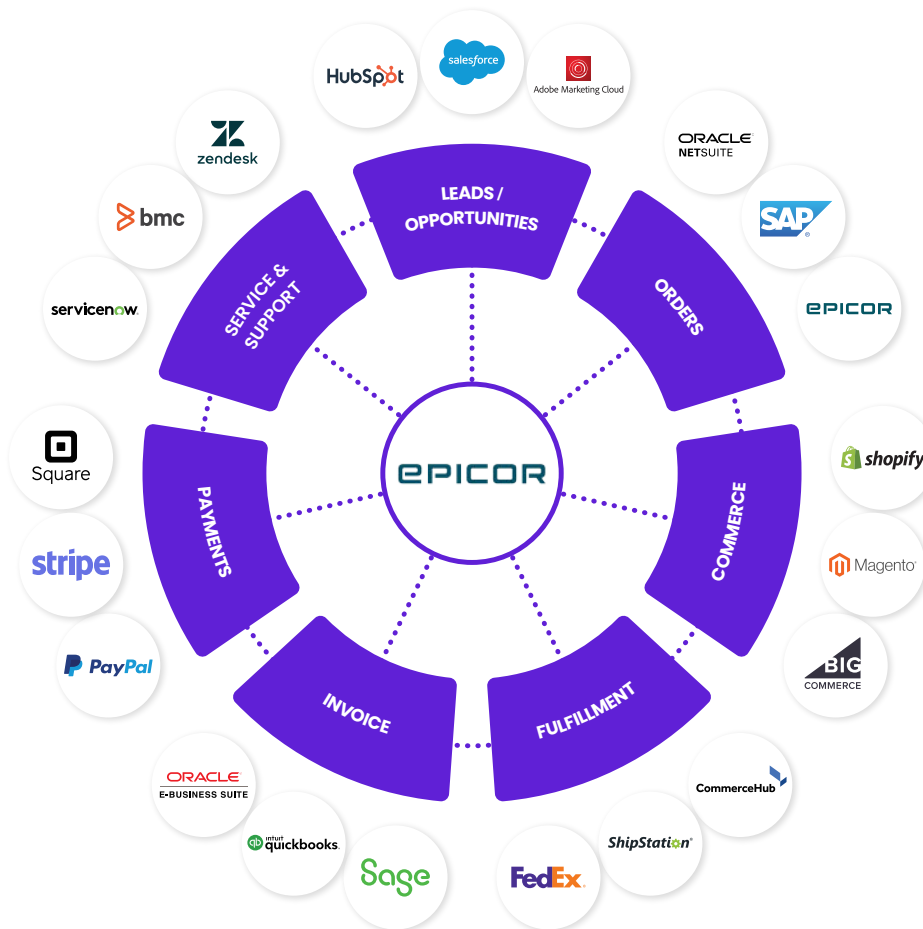 HubSpot
salesforce
Adobe Marketing Cloud
ORACLE
NETSUITE
SAP
®
EPICOR
shopify
Magento®
BIG
COMMERCE
CommerceHub
ShipStation®
FedEx®
Sage
qb
intuit
quickbooks.
ORACLE
E-BUSINESS SUITE
PayPal
stripe
Square
servicenow.
bmc
zendesk
LEADS /
OPPORTUNITIES
ORDERS
COMMERCE
FULFILLMENT
INVOICE
PAYMENTS
SERVICE &
SUPPORT
EPICOR